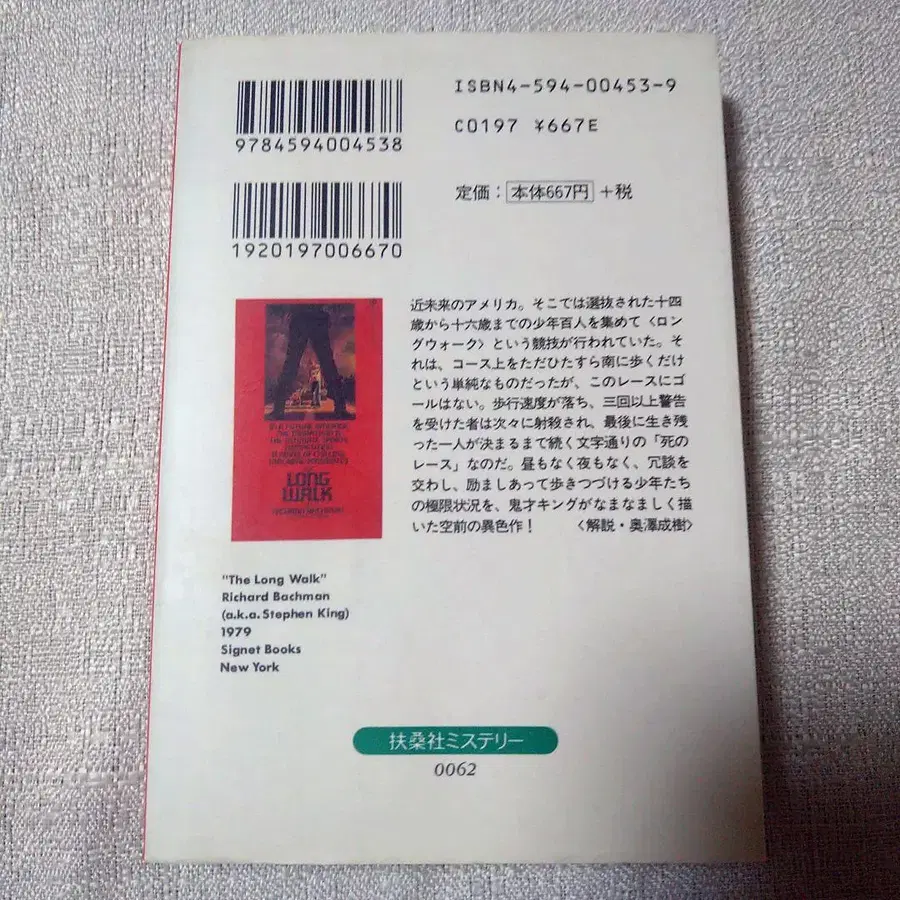 ISBN4-594-00453-9
C0197 ¥667E
9784594004538
定価：本体667円+税
1920197006670
近未来のアメリカ。そこでは選抜された十四
歳から十六歳までの少年百人を集めて〈ロン
グウォーク〉という競技が行われていた。そ
れは、コース上をただひたすら南に歩くだけ
という単純なものだったが、このレースにゴ
ールはない。歩行速度が落ち、三回以上警告
を受けた者は次々に射殺され、最後に生き残
った一人が決まるまで続く文字通りの「死の
レース」なのだ。昼もなく夜もなく、冗談を
交わし、励ましあって歩きつづける少年たち
の極限状況を、鬼才キングがなまなましく描
いた空前の異色作！ 〈解説・奥澤成樹〉
THE
LONG
WALK
"The Long Walk"
Richard Bachman
(a.k.a. Stephen King)
1979
Signet Books
New York
扶桑社ミステリー
0062